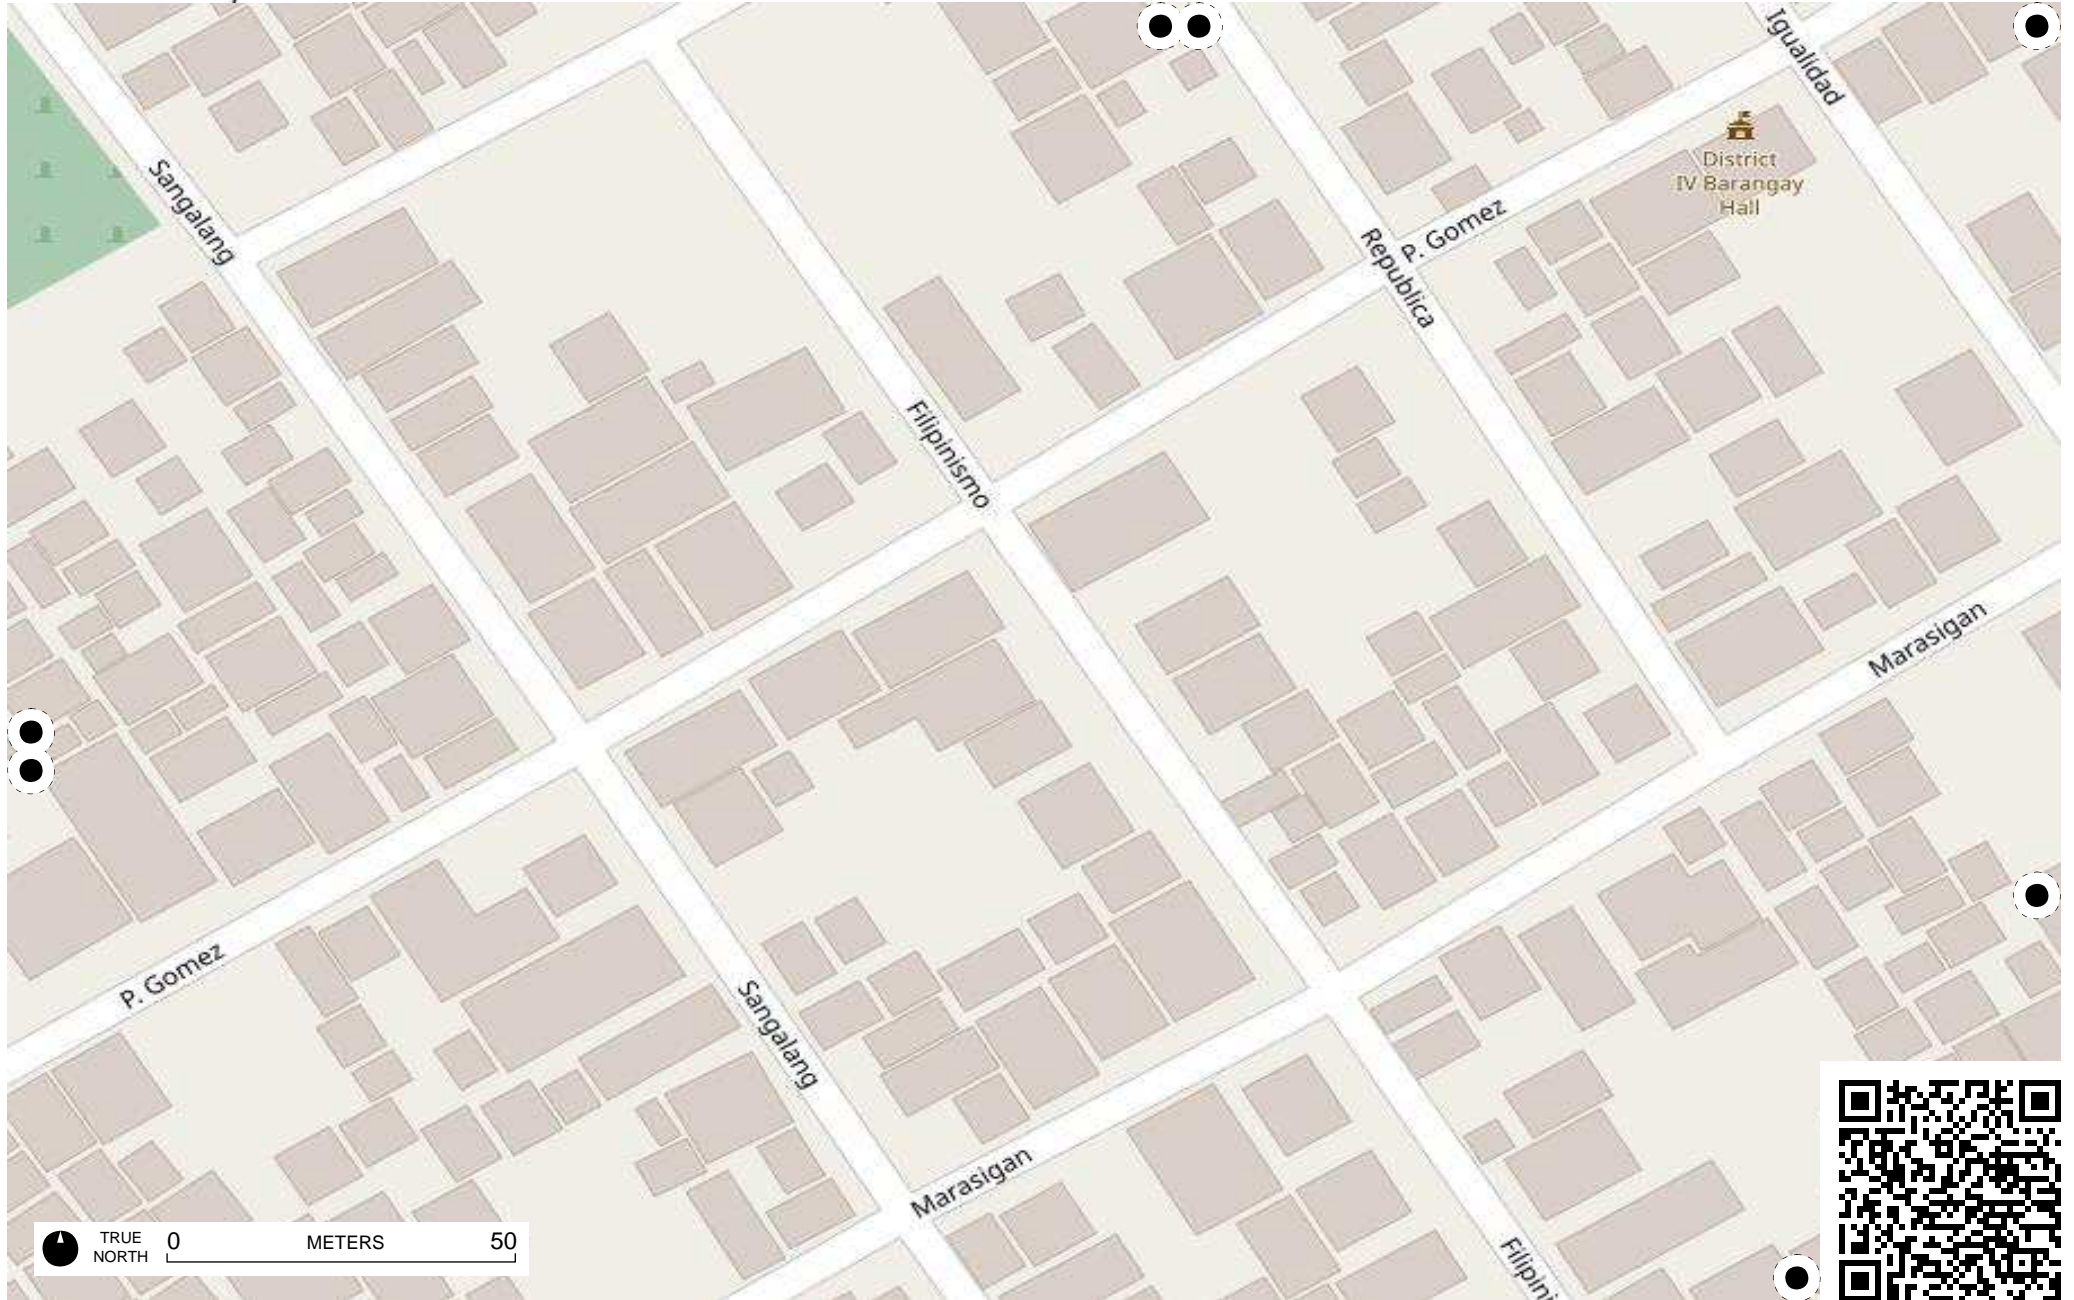 Igualidad
District
IV Barangay
Hall
Sangalang
P. Gomez
Republica
Filipinismo
Marasigan
P. Gomez
Sangalang
Marasigan
Filipini
TRUE
NORTH
0 METERS 50